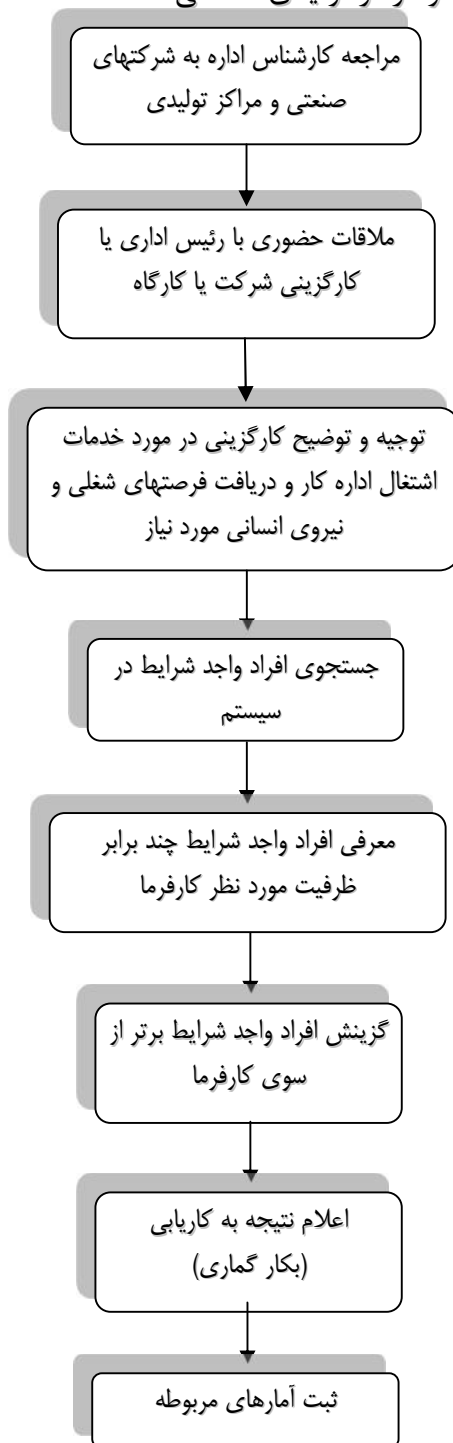 مراجعه کارشناس اداره به شرکتهای
صنعتی و مراکز تولیدی
ملاقات حضوری با رئیس اداری یا
کارگزینی شرکت یا کارگاه
توجیه و توضیح کارگزینی در مورد خدمات
اشتغال اداره کار و دریافت فرصتهای شغلی و
نیروی انسانی مورد نیاز
جستجوی افراد واجد شرایط در
سیستم
معرفی افراد واجد شرایط چند برابر
ظرفیت مورد نظر کارفرما
گزینش افراد واجد شرایط برتر از
سوی کارفرما
اعلام نتیجه به کاریابی
(بکار گماری)
ثبت آمارهای مربوطه